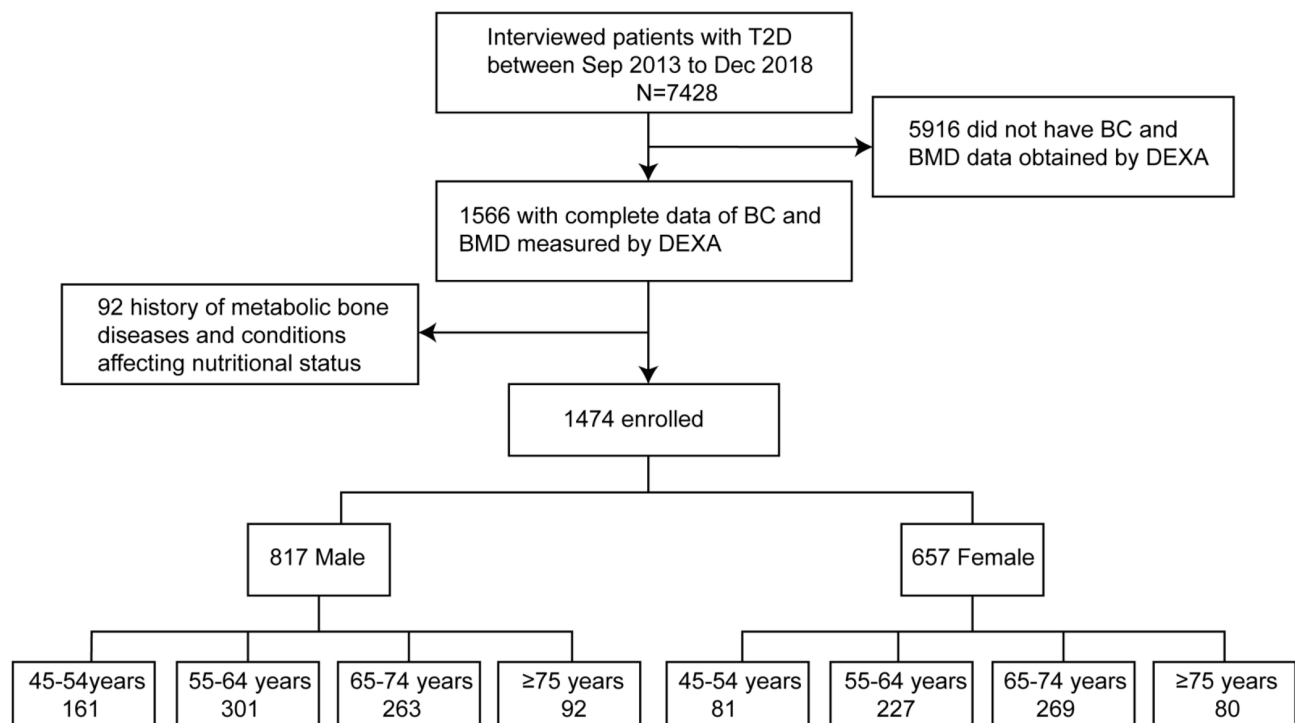 Interviewed patients with T2D
between Sep 2013 to Dec 2018
N=7428
5916 did not have BC and
BMD data obtained by DEXA
1566 with complete data of BC and
BMD measured by DEXA
92 history of metabolic bone
diseases and conditions
affecting nutritional status
1474 enrolled
817 Male
657 Female
45-54years
161
55-64 years
301
65-74 years
263
≥75 years
92
45-54 years
81
55-64 years
227
65-74 years
269
≥75 years
80